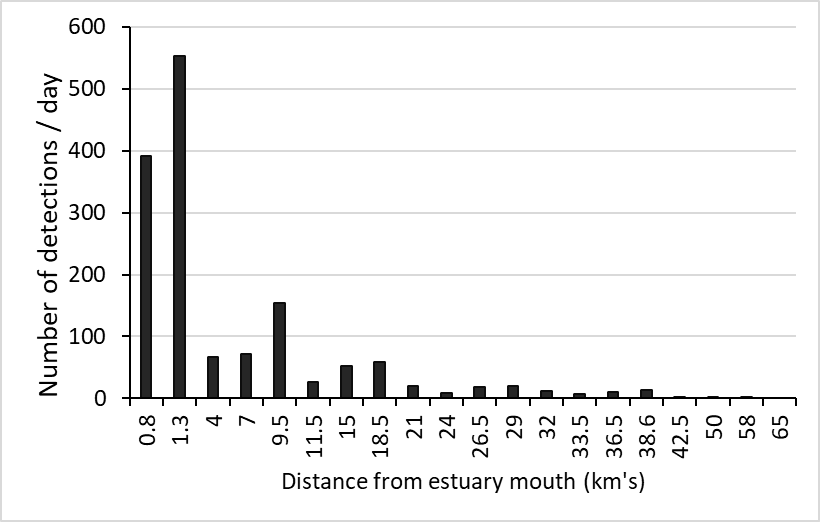 600
500
400
300
200
100
0
Number of detections / day
0.8 1.3 4 7 9.5 11.5 15 18.5 21 24 26.5 29 32 33.5 36.5 38.6 42.5 50 58 65
Distance from estuary mouth (km's)